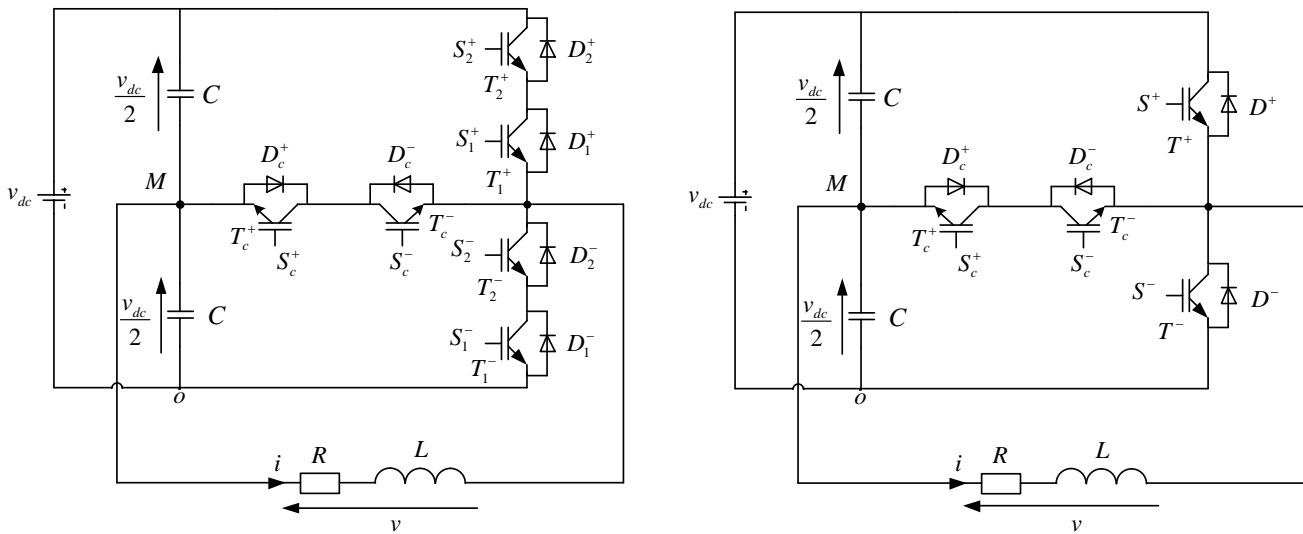 S_2^+
D_2^+
T_2^+
v_dc/2
C
S_1^+
D_1^+
T_1^+
D_c^+
D_c^-
v_dc
M
T_c^+
T_c^-
S_c^+
S_c^-
S_2^-
D_2^-
T_2^-
v_dc/2
C
S_1^-
D_1^-
T_1^-
o
i
R
L
v
v_dc/2
C
S^+
D^+
T^+
D_c^+
D_c^-
v_dc
M
T_c^+
T_c^-
S_c^+
S_c^-
v_dc/2
C
S^-
D^-
T^-
o
i
R
L
v